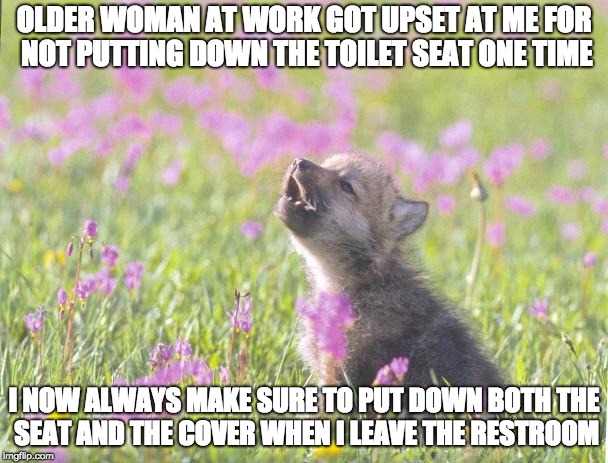 OLDER WOMAN AT WORK GOT UPSET AT ME FOR
NOT PUTTING DOWN THE TOILET SEAT ONE TIME
I NOW ALWAYS MAKE SURE TO PUT DOWN BOTH THE
SEAT AND THE COVER WHEN I LEAVE THE RESTROOM
imgflip.com